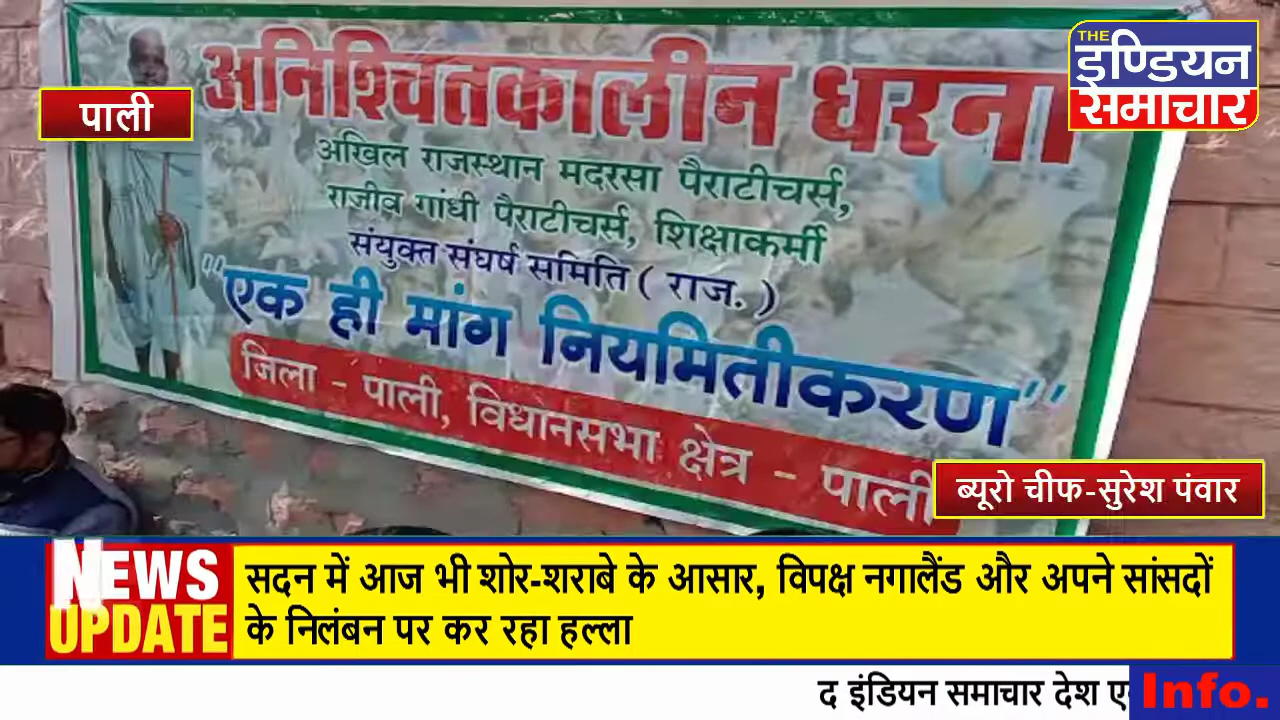 THE
इण्डियन
समाचार
पाली
अनिश्चितकालीन धरना
अखिल राजस्थान मदरसा पैराटीचर्स,
राजीव गांधी पैराटीचर्स, शिक्षाकर्मी
संयुक्त संघर्ष समिति ( राज. )
"एक ही मांग नियमितीकरण"
जिला - पाली, विधानसभा क्षेत्र - पाली
ब्यूरो चीफ-सुरेश पंवार
NEWS
UPDATE
सदन में आज भी शोर-शराबे के आसार, विपक्ष नगालैंड और अपने सांसदों
के निलंबन पर कर रहा हल्ला
द इंडियन समाचार देश
Info.